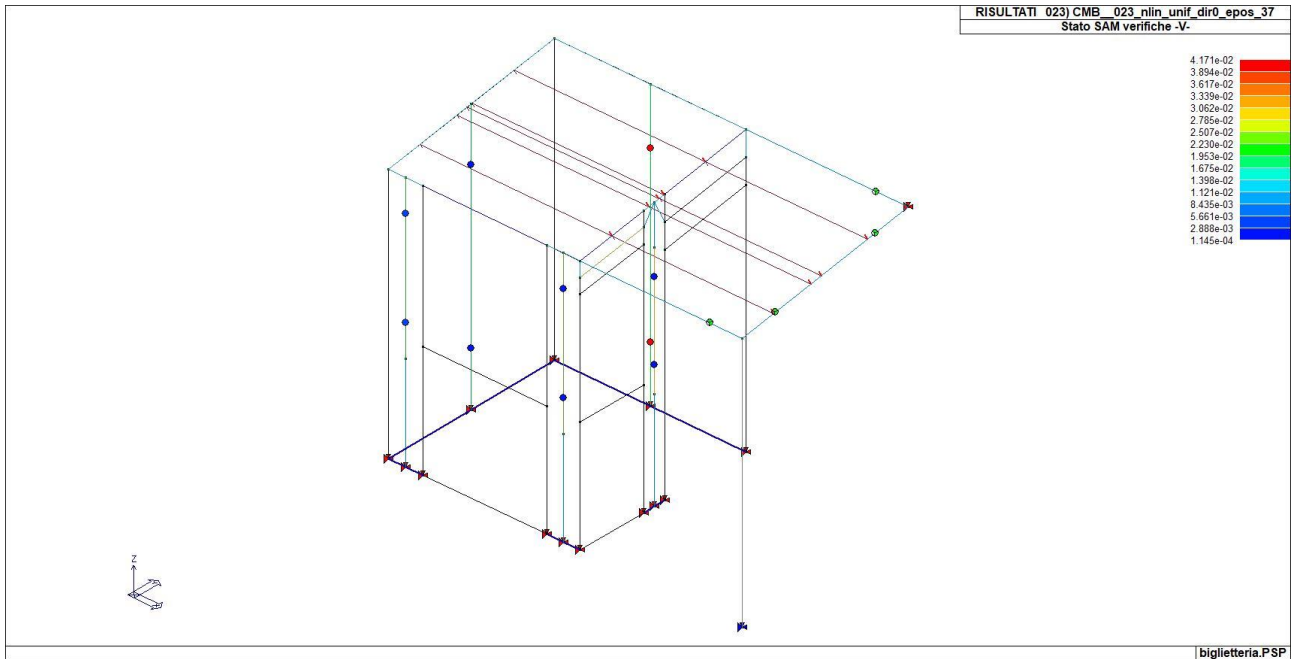 RISULTATI 023) CMB__023_nlin_unif_dir0_epos_37
Stato SAM verifiche -V-
4.171e-02
3.894e-02
3.617e-02
3.339e-02
3.062e-02
2.785e-02
2.507e-02
2.230e-02
1.953e-02
1.675e-02
1.398e-02
1.121e-02
8.435e-03
5.661e-03
2.888e-03
1.145e-04
Z
biglietteria.PSP